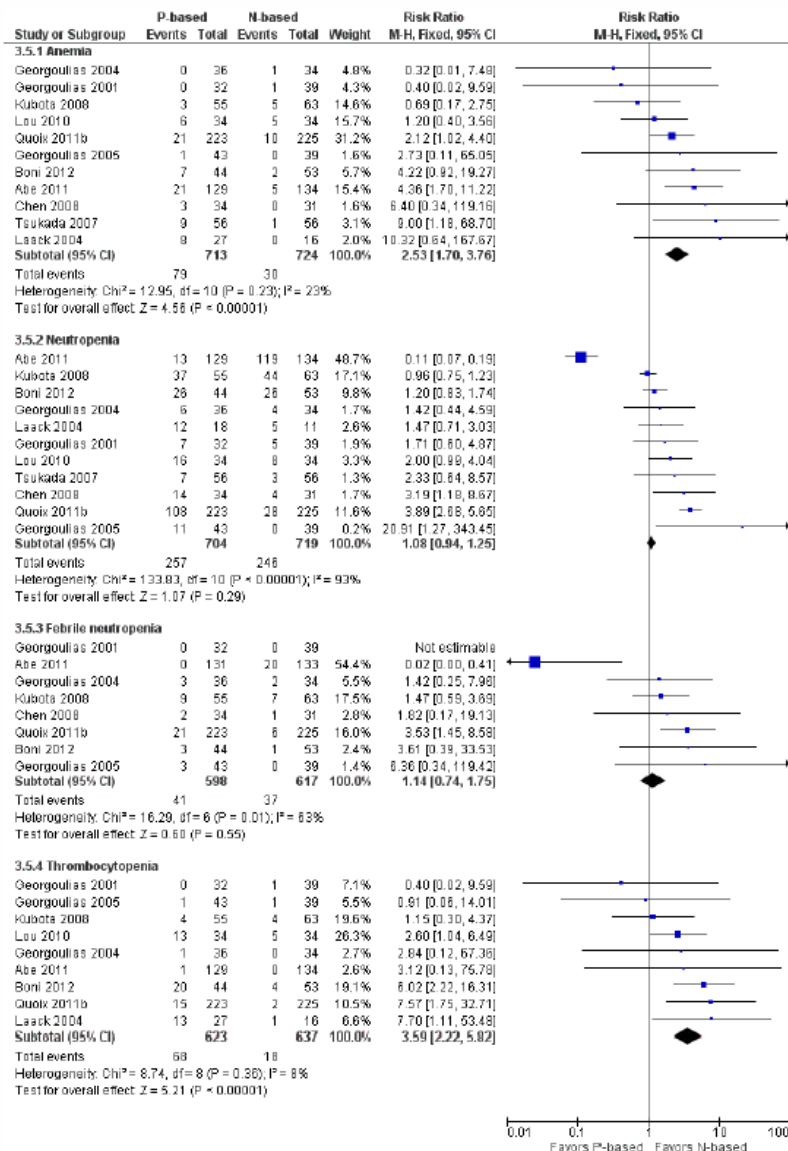 P-based N-based Risk Ratio Risk Ratio
Study or Subgroup Events Total Events Total Weight M-H, Fixed, 95% CI M-H, Fixed, 95% CI
3.5.1 Anemia
Georgoulias 2004 0 36 1 34 4.8% 0.32 [0.01, 7.48]
Georgoulias 2001 0 32 1 39 4.3% 0.40 [0.02, 9.59]
Kubota 2008 3 55 5 63 14.6% 0.69 [0.17, 2.75]
Lou 2010 6 34 5 34 15.7% 1.20 [0.40, 3.56]
Quoix 2011b 21 223 10 225 31.2% 2.12 [1.02, 4.40]
Georgoulias 2005 1 43 0 39 1.6% 2.73 [0.11, 65.05]
Boni 2012 7 44 2 53 5.7% 4.22 [0.92, 19.27]
Abe 2011 21 129 5 134 15.4% 4.36 [1.70, 11.22]
Chen 2008 3 34 0 31 1.6% 6.40 [0.34, 119.16]
Tsukada 2007 9 56 1 56 3.1% 9.00 [1.18, 68.70]
Laack 2004 8 27 0 16 2.0% 10.32 [0.64, 167.67]
Subtotal (95% CI) 713 724 100.0% 2.53 [1.70, 3.76]
Total events 79 30
Heterogeneity: Chi² = 12.95, df = 10 (P = 0.23); I² = 23%
Test for overall effect: Z = 4.56 (P < 0.00001)
3.5.2 Neutropenia
Abe 2011 13 129 119 134 48.7% 0.11 [0.07, 0.19]
Kubota 2008 37 55 44 63 17.1% 0.96 [0.75, 1.23]
Boni 2012 26 44 26 53 9.8% 1.20 [0.83, 1.74]
Georgoulias 2004 6 36 4 34 1.7% 1.42 [0.44, 4.59]
Laack 2004 12 18 5 11 2.6% 1.47 [0.71, 3.03]
Georgoulias 2001 7 32 5 39 1.9% 1.71 [0.60, 4.87]
Lou 2010 16 34 8 34 3.3% 2.00 [0.99, 4.04]
Tsukada 2007 7 56 3 56 1.2% 2.33 [0.64, 8.57]
Chen 2008 14 34 4 31 1.7% 3.19 [1.18, 8.67]
Quoix 2011b 108 223 28 225 11.6% 3.89 [2.68, 5.65]
Georgoulias 2005 11 43 0 39 0.2% 20.91 [1.27, 343.45]
Subtotal (95% CI) 704 719 100.0% 1.08 [0.94, 1.25]
Total events 257 246
Heterogeneity: Chi² = 133.83, df = 10 (P < 0.00001); I² = 93%
Test for overall effect: Z = 1.07 (P = 0.29)
3.5.3 Febrile neutropenia
Georgoulias 2001 0 32 0 39 Not estimable
Abe 2011 0 131 20 133 54.4% 0.02 [0.00, 0.41]
Georgoulias 2004 3 36 2 34 5.5% 1.42 [0.25, 7.96]
Kubota 2008 9 55 7 63 17.5% 1.47 [0.59, 3.69]
Chen 2008 2 34 1 31 2.8% 1.82 [0.17, 19.13]
Quoix 2011b 21 223 6 225 16.0% 3.53 [1.45, 8.58]
Boni 2012 3 44 1 53 2.4% 3.61 [0.39, 33.53]
Georgoulias 2005 3 43 0 39 1.4% 6.36 [0.34, 119.42]
Subtotal (95% CI) 598 617 100.0% 1.14 [0.74, 1.75]
Total events 41 37
Heterogeneity: Chi² = 16.29, df = 6 (P = 0.01); I² = 63%
Test for overall effect: Z = 0.60 (P = 0.55)
3.5.4 Thrombocytopenia
Georgoulias 2001 0 32 1 39 7.1% 0.40 [0.02, 9.59]
Georgoulias 2005 1 43 1 39 5.5% 0.91 [0.06, 14.01]
Kubota 2008 4 55 4 63 19.6% 1.15 [0.30, 4.37]
Lou 2010 13 34 5 34 26.3% 2.60 [1.04, 6.49]
Georgoulias 2004 1 36 0 34 2.7% 2.84 [0.12, 67.36]
Abe 2011 1 129 0 134 2.6% 3.12 [0.13, 75.78]
Boni 2012 20 44 4 53 19.1% 6.02 [2.22, 16.31]
Quoix 2011b 15 223 2 225 10.5% 7.57 [1.75, 32.71]
Laack 2004 13 27 1 16 6.6% 7.70 [1.11, 53.48]
Subtotal (95% CI) 623 637 100.0% 3.59 [2.22, 5.82]
Total events 68 18
Heterogeneity: Chi² = 8.74, df = 8 (P = 0.36); I² = 8%
Test for overall effect: Z = 5.21 (P < 0.00001)
0.01 0.1 1 10 100
Favors P-based Favors N-based